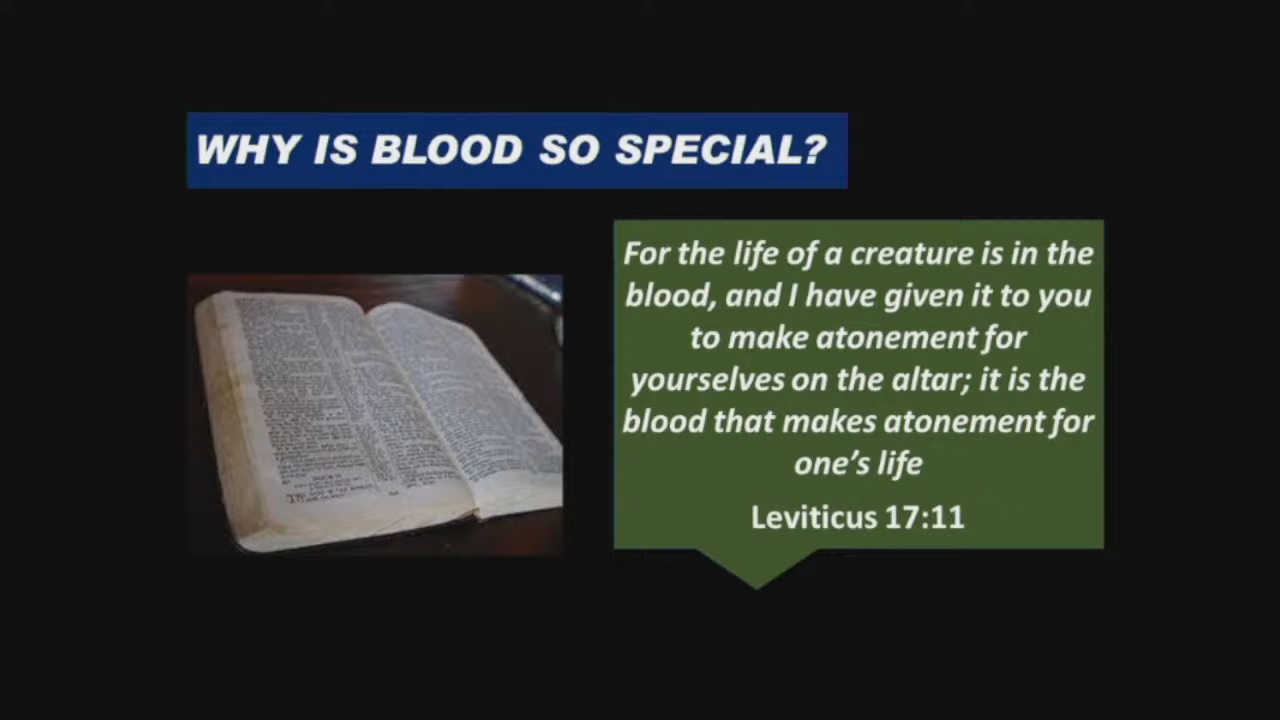 WHY IS BLOOD SO SPECIAL?
For the life of a creature is in the
blood, and I have given it to you
to make atonement for
yourselves on the altar; it is the
blood that makes atonement for
one’s life
Leviticus 17:11